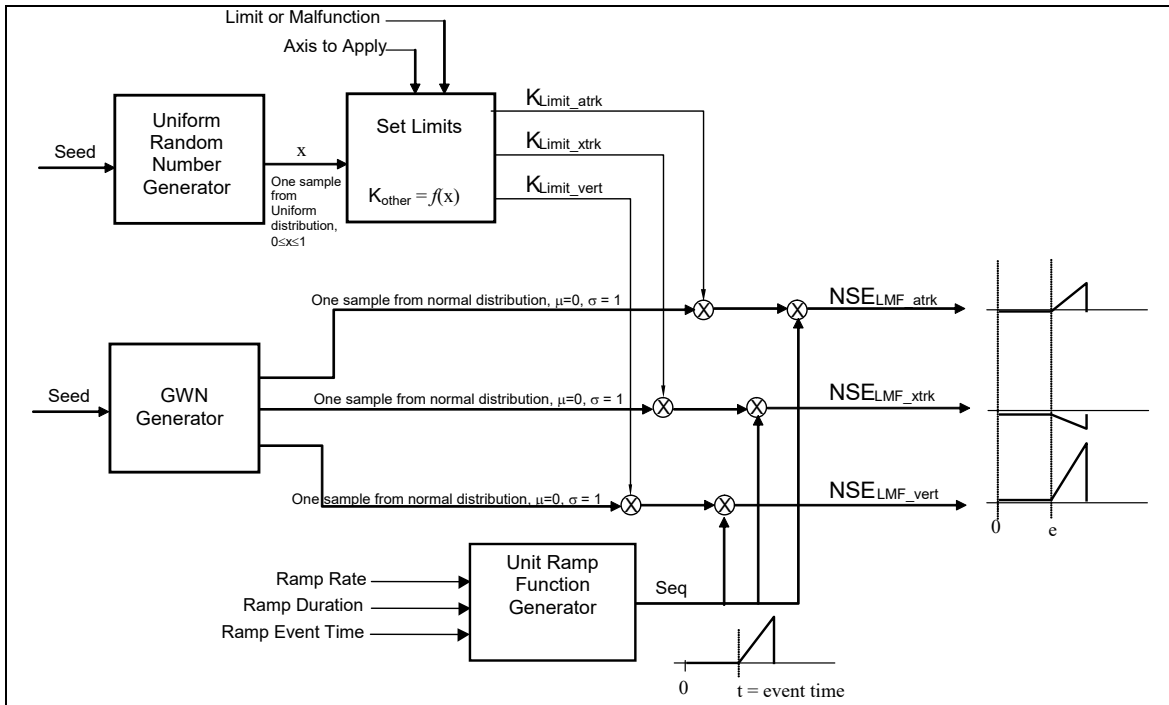 Limit or Malfunction
Axis to Apply
Uniform
Random
Number
Generator
Seed
x
One sample
from
Uniform
distribution,
0≤x≤1
Set Limits
Kother = f(x)
KLimit_atrk
KLimit_xtrk
KLimit_vert
One sample from normal distribution, μ=0, σ = 1
X
X
NSELMF_atrk
GWN
Generator
Seed
One sample from normal distribution, μ=0, σ = 1
X
X
NSELMF_xtrk
One sample from normal distribution, μ=0, σ = 1
X
X
NSELMF_vert
0
e
Unit Ramp
Function
Generator
Ramp Rate
Ramp Duration
Ramp Event Time
Seq
0
t = event time